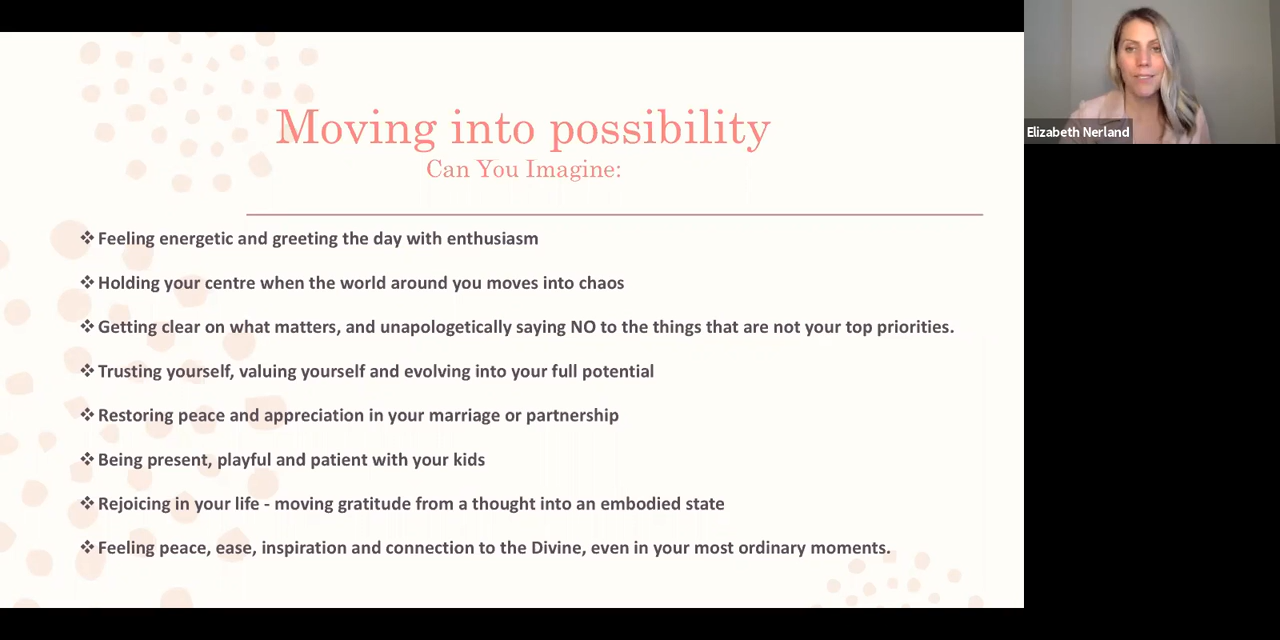 Moving into possibility
Can You Imagine:
❖ Feeling energetic and greeting the day with enthusiasm
❖ Holding your centre when the world around you moves into chaos
❖ Getting clear on what matters, and unapologetically saying NO to the things that are not your top priorities.
❖ Trusting yourself, valuing yourself and evolving into your full potential
❖ Restoring peace and appreciation in your marriage or partnership
❖ Being present, playful and patient with your kids
❖ Rejoicing in your life - moving gratitude from a thought into an embodied state
❖ Feeling peace, ease, inspiration and connection to the Divine, even in your most ordinary moments.
Elizabeth Nerland